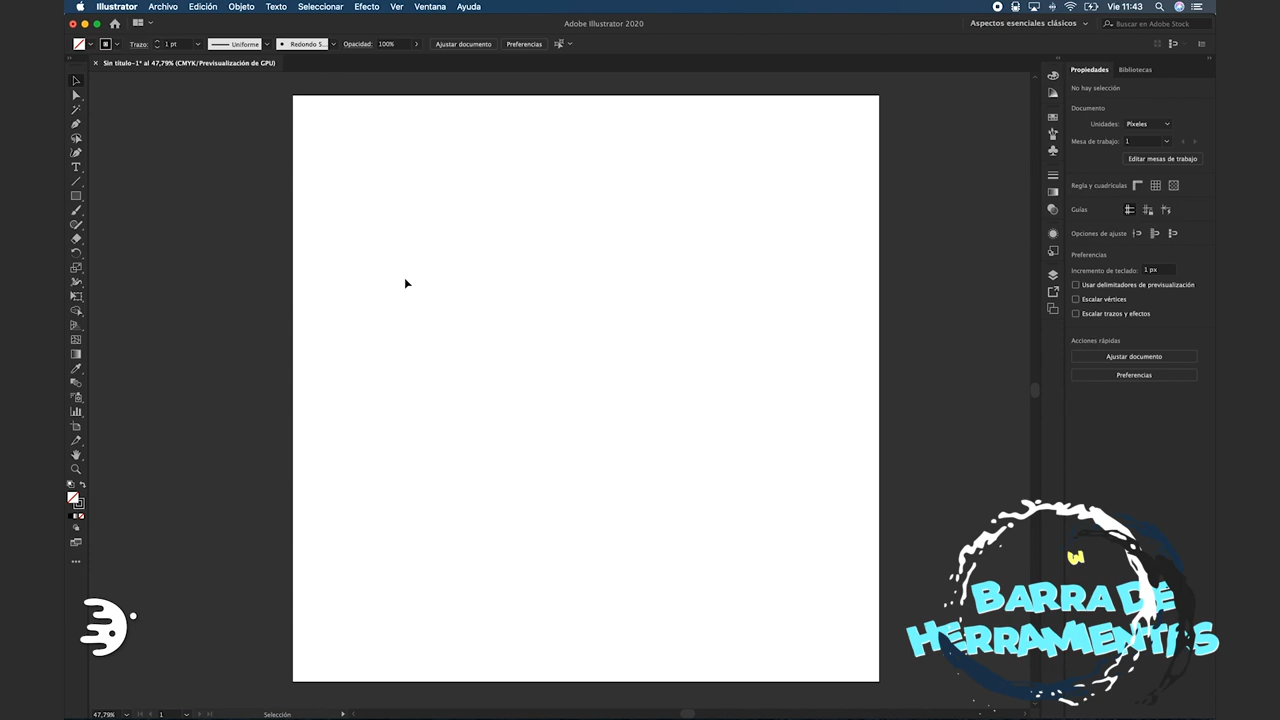 Illustrator Archivo Edición Objeto Texto Seleccionar Efecto Ver Ventana Ayuda
Vie 11:43
Adobe Illustrator 2020
Aspectos esenciales clásicos
Buscar en Adobe Stock
Trazo: 1 pt Uniforme Redondo 5... Opacidad: 100% Ajustar documento Preferencias
Sin título-1* al 47,79% (CMYK/Previsualización de GPU)
Propiedades Bibliotecas
No hay selección
Documento
Unidades: Píxeles
Mesa de trabajo: 1
Editar mesas de trabajo
Regla y cuadrículas
Guías
Opciones de ajuste
Preferencias
Incremento de teclado: 1 px
Usar delimitadores de previsualización
Escalar vértices
Escalar trazos y efectos
Acciones rápidas
Ajustar documento
Preferencias
BARRA DE
HERRAMIENTAS
47,79% 1 Selección